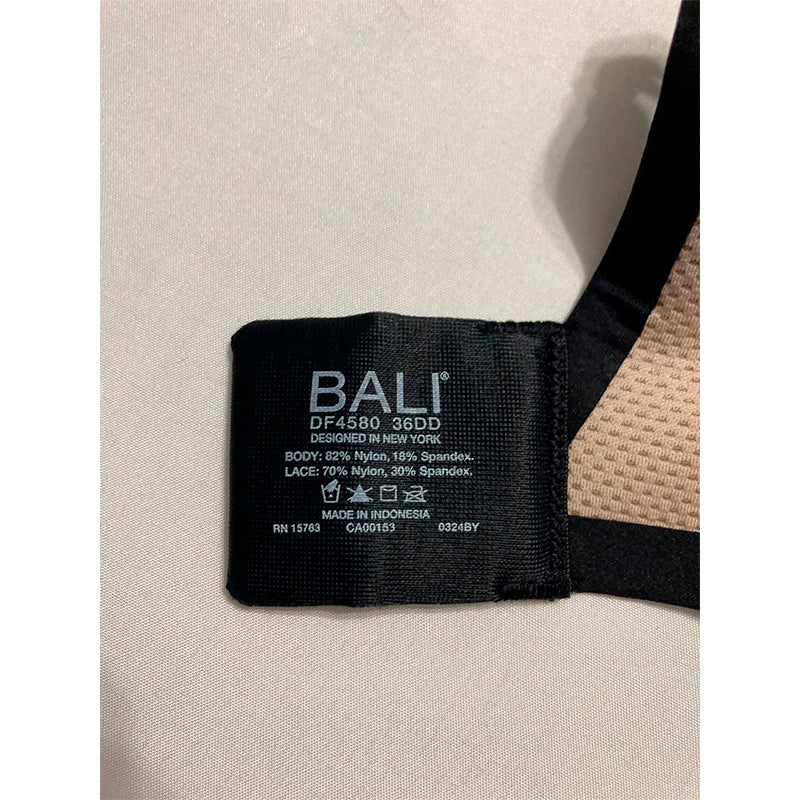 BALI®
DF4580 36DD
DESIGNED IN NEW YORK
BODY: 82% Nylon, 18% Spandex.
LACE: 70% Nylon, 30% Spandex.
MADE IN INDONESIA
RN 15763 CA00153 0324BY